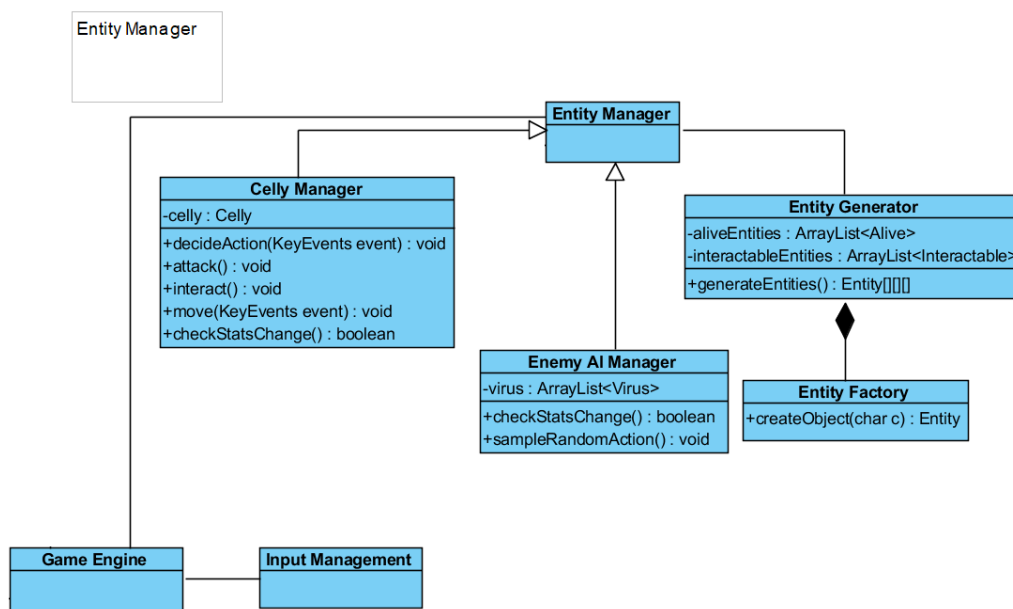 Entity Manager
Entity Manager
Celly Manager
-celly : Celly
+decideAction(KeyEvents event) : void
+attack() : void
+interact() : void
+move(KeyEvents event) : void
+checkStatsChange() : boolean
Entity Generator
-aliveEntities : ArrayList<Alive>
-interactableEntities : ArrayList<Interactable>
+generateEntities() : Entity[][][]
Enemy AI Manager
-virus : ArrayList<Virus>
+checkStatsChange() : boolean
+sampleRandomAction() : void
Entity Factory
+createObject(char c) : Entity
Game Engine
Input Management